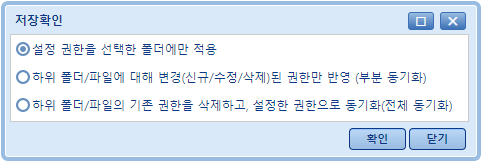 저장확인
설정 권한을 선택한 폴더에만 적용
하위 폴더/파일에 대해 변경(신규/수정/삭제)된 권한만 반영 (부분 동기화)
하위 폴더/파일의 기존 권한을 삭제하고, 설정한 권한으로 동기화(전체 동기화)
확인 닫기